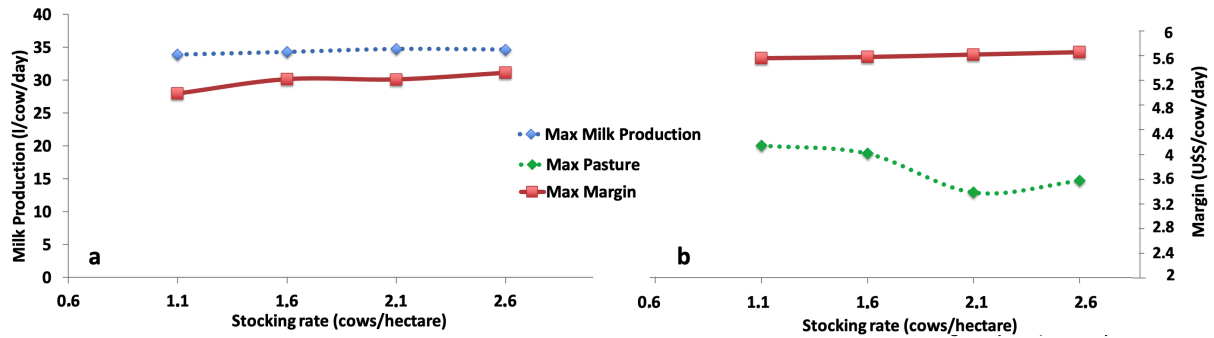 40
35
30
25
20
15
10
5
0
Milk Production (l/cow/day)
a
0.6 1.1 1.6 2.1 2.6
Stocking rate (cows/hectare)
Max Milk Production
Max Pasture
Max Margin
b
0.6 1.1 1.6 2.1 2.6
Stocking rate (cows/hectare)
6
5.6
5.2
4.8
4.4
4
3.6
3.2
2.8
2.4
2
Margin (U$S/cow/day)